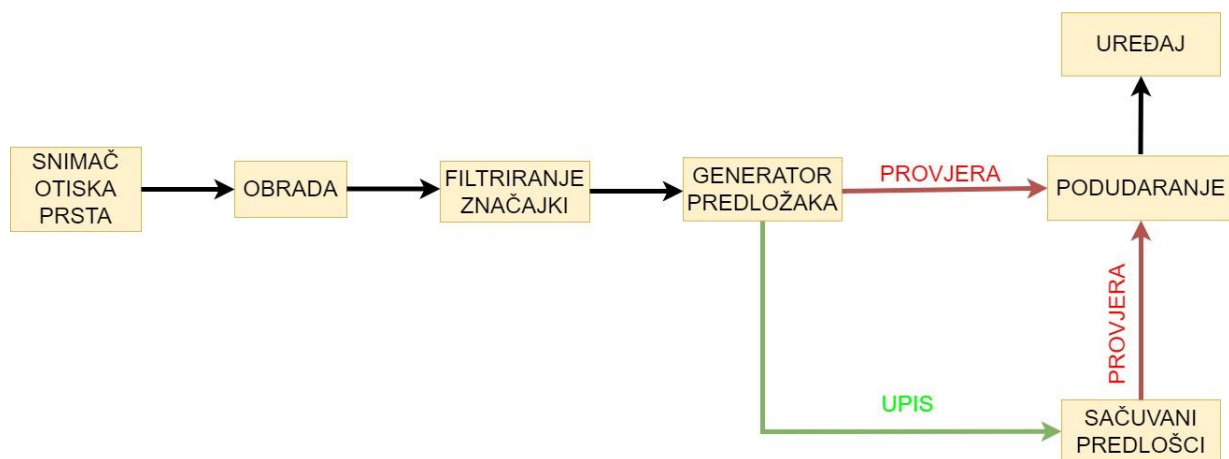 UREĐAJ
SNIMAČ
OTISKA
PRSTA
OBRADA
FILTRIRANJE
ZNAČAJKI
GENERATOR
PREDLOŽAKA
PROVJERA
PODUDARANJE
PROVJERA
UPIS
SAČUVANI
PREDLOŠCI